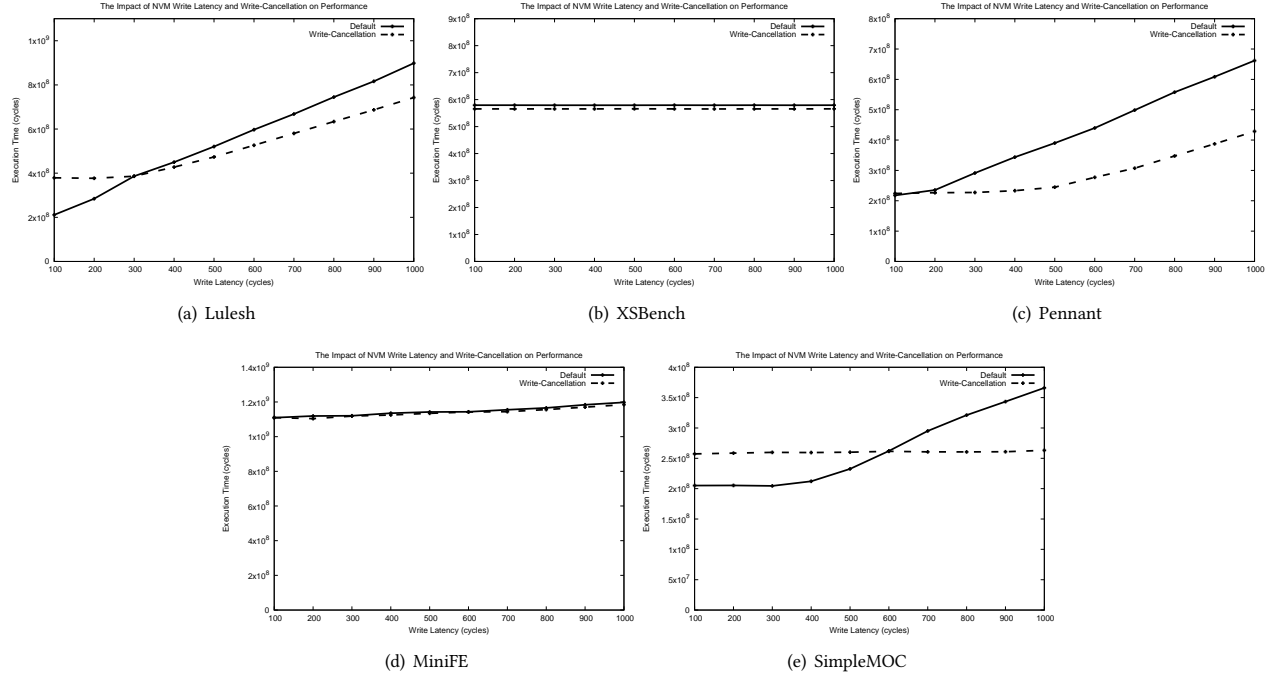 The Impact of NVM Write Latency and Write-Cancellation on Performance
Default
Write-Cancellation
Execution Time (cycles)
1x10^9
8x10^8
6x10^8
4x10^8
2x10^8
0
100 200 300 400 500 600 700 800 900 1000
Write Latency (cycles)
(a) Lulesh
The Impact of NVM Write Latency and Write-Cancellation on Performance
Default
Write-Cancellation
Execution Time (cycles)
9x10^8
8x10^8
7x10^8
6x10^8
5x10^8
4x10^8
3x10^8
2x10^8
1x10^8
0
100 200 300 400 500 600 700 800 900 1000
Write Latency (cycles)
(b) XSBench
The Impact of NVM Write Latency and Write-Cancellation on Performance
Default
Write-Cancellation
Execution Time (cycles)
8x10^8
7x10^8
6x10^8
5x10^8
4x10^8
3x10^8
2x10^8
1x10^8
0
100 200 300 400 500 600 700 800 900 1000
Write Latency (cycles)
(c) Pennant
The Impact of NVM Write Latency and Write-Cancellation on Performance
Default
Write-Cancellation
Execution Time (cycles)
1.4x10^9
1.2x10^9
1x10^9
8x10^8
6x10^8
4x10^8
2x10^8
0
100 200 300 400 500 600 700 800 900 1000
Write Latency (cycles)
(d) MiniFE
The Impact of NVM Write Latency and Write-Cancellation on Performance
Default
Write-Cancellation
Execution Time (cycles)
4x10^8
3.5x10^8
3x10^8
2.5x10^8
2x10^8
1.5x10^8
1x10^8
5x10^7
0
100 200 300 400 500 600 700 800 900 1000
Write Latency (cycles)
(e) SimpleMOC